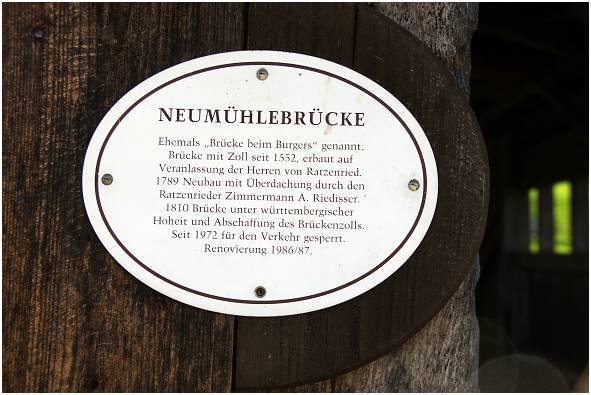 NEUMÜHLEBRÜCKE
Ehemals „Brücke beim Burgers“ genannt.
Brücke mit Zoll seit 1552, erbaut auf
Veranlassung der Herren von Ratzenried.
1789 Neubau mit Überdachung durch den
Ratzenrieder Zimmermann A. Riedisser.
1810 Brücke unter württembergischer
Hoheit und Abschaffung des Brückenzolls.
Seit 1972 für den Verkehr gesperrt.
Renovierung 1986/87.